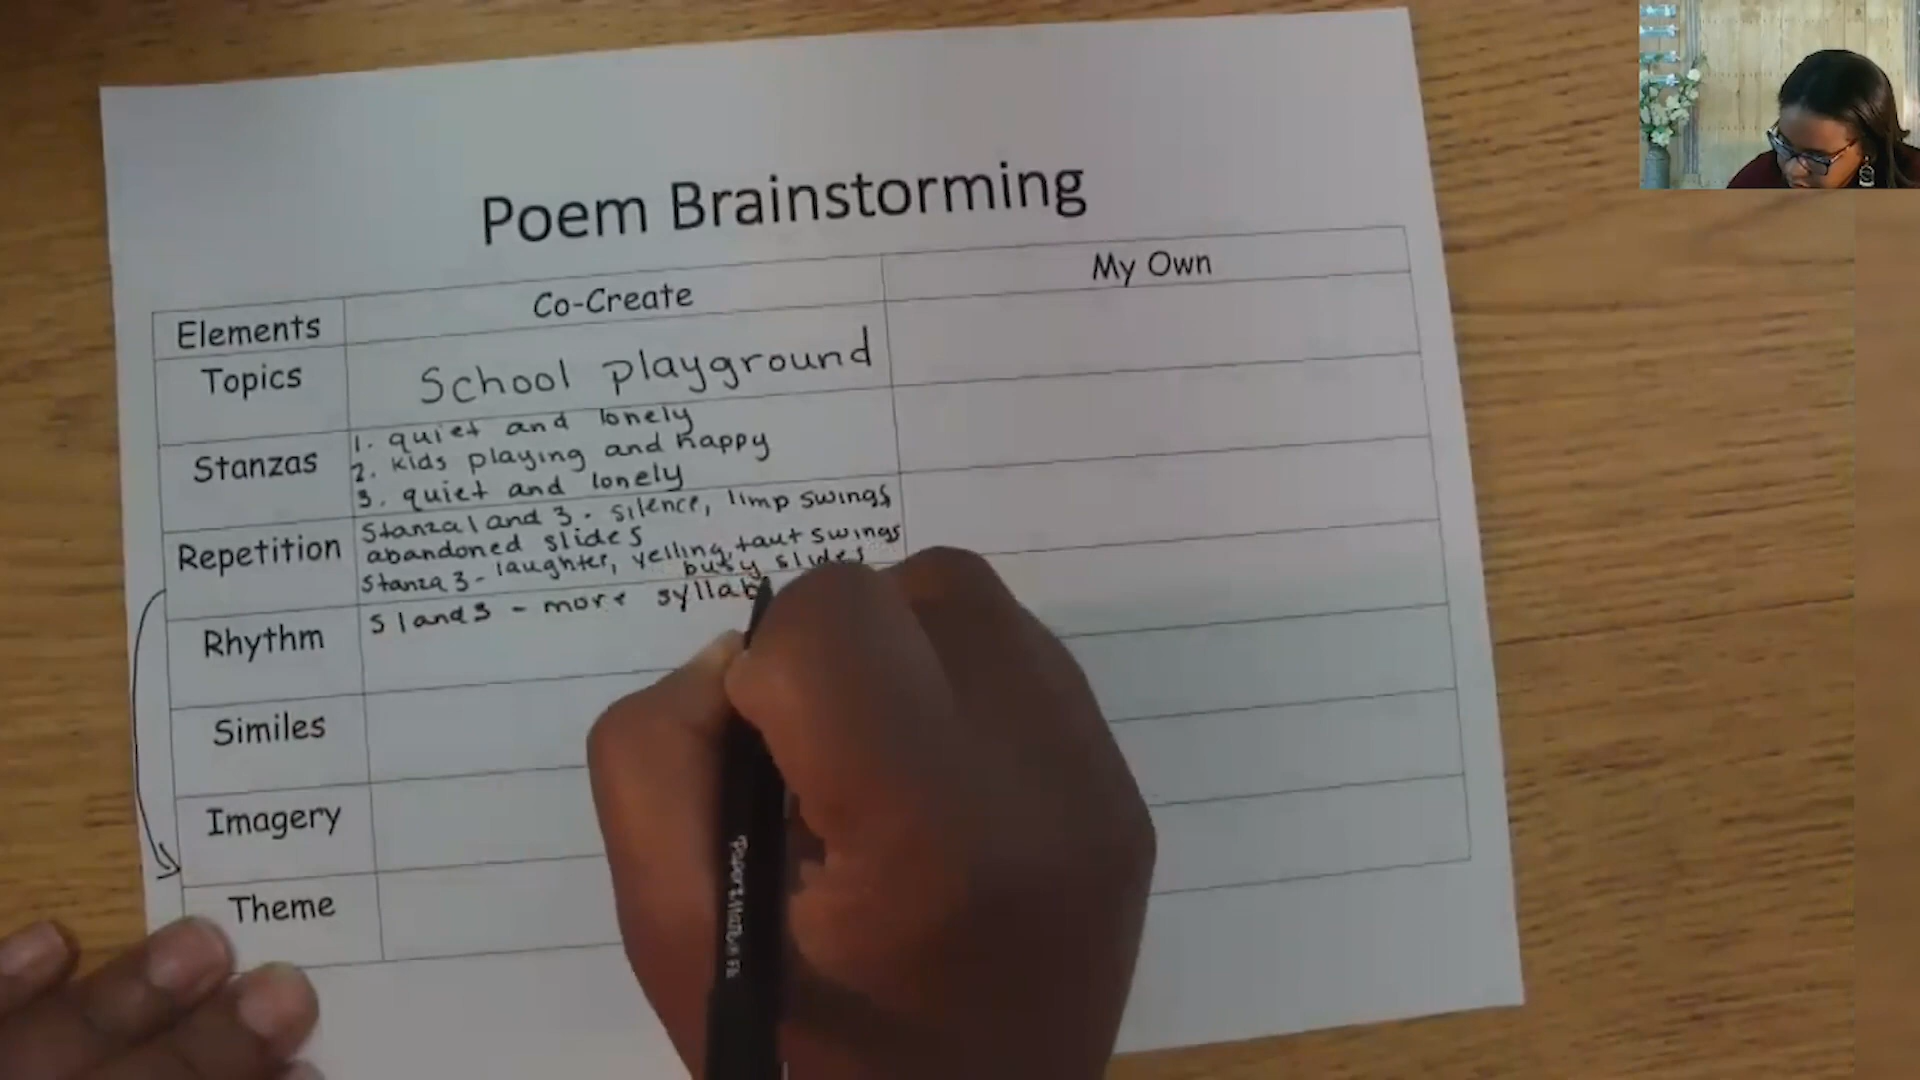 Poem Brainstorming
Elements
Co-Create
My Own
Topics
School playground
Stanzas
1. quiet and lonely
2. kids playing and happy
3. quiet and lonely
Repetition
Stanza 1 and 3 - silence, limp swings,
abandoned slides
Stanza 3 - laughter, yelling, taut swings
busy slides
Rhythm
S 1 and 3 - more syllab
Similes
Imagery
Theme